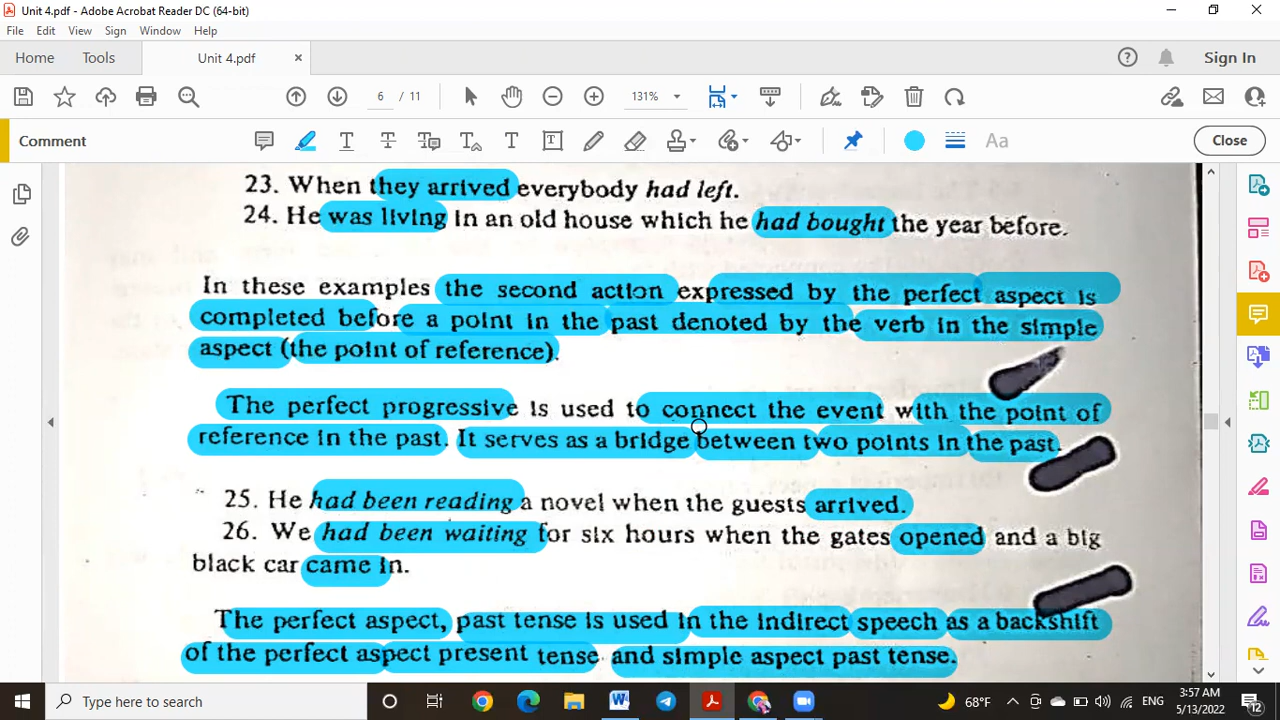 Unit 4.pdf - Adobe Acrobat Reader DC (64-bit)
File Edit View Sign Window Help
Home Tools Unit 4.pdf Sign In
6 / 11 131%
Comment Close
23. When they arrived everybody had left.
24. He was living in an old house which he had bought the year before.
In these examples the second action expressed by the perfect aspect is
completed before a point in the past denoted by the verb in the simple
aspect (the point of reference).
The perfect progressive is used to connect the event with the point of
reference in the past. It serves as a bridge between two points in the past.
25. He had been reading a novel when the guests arrived.
26. We had been waiting for six hours when the gates opened and a big
black car came in.
The perfect aspect, past tense is used in the indirect speech as a backshift
of the perfect aspect present tense and simple aspect past tense.
Type here to search 68°F ENG 3:57 AM
5/13/2022 12